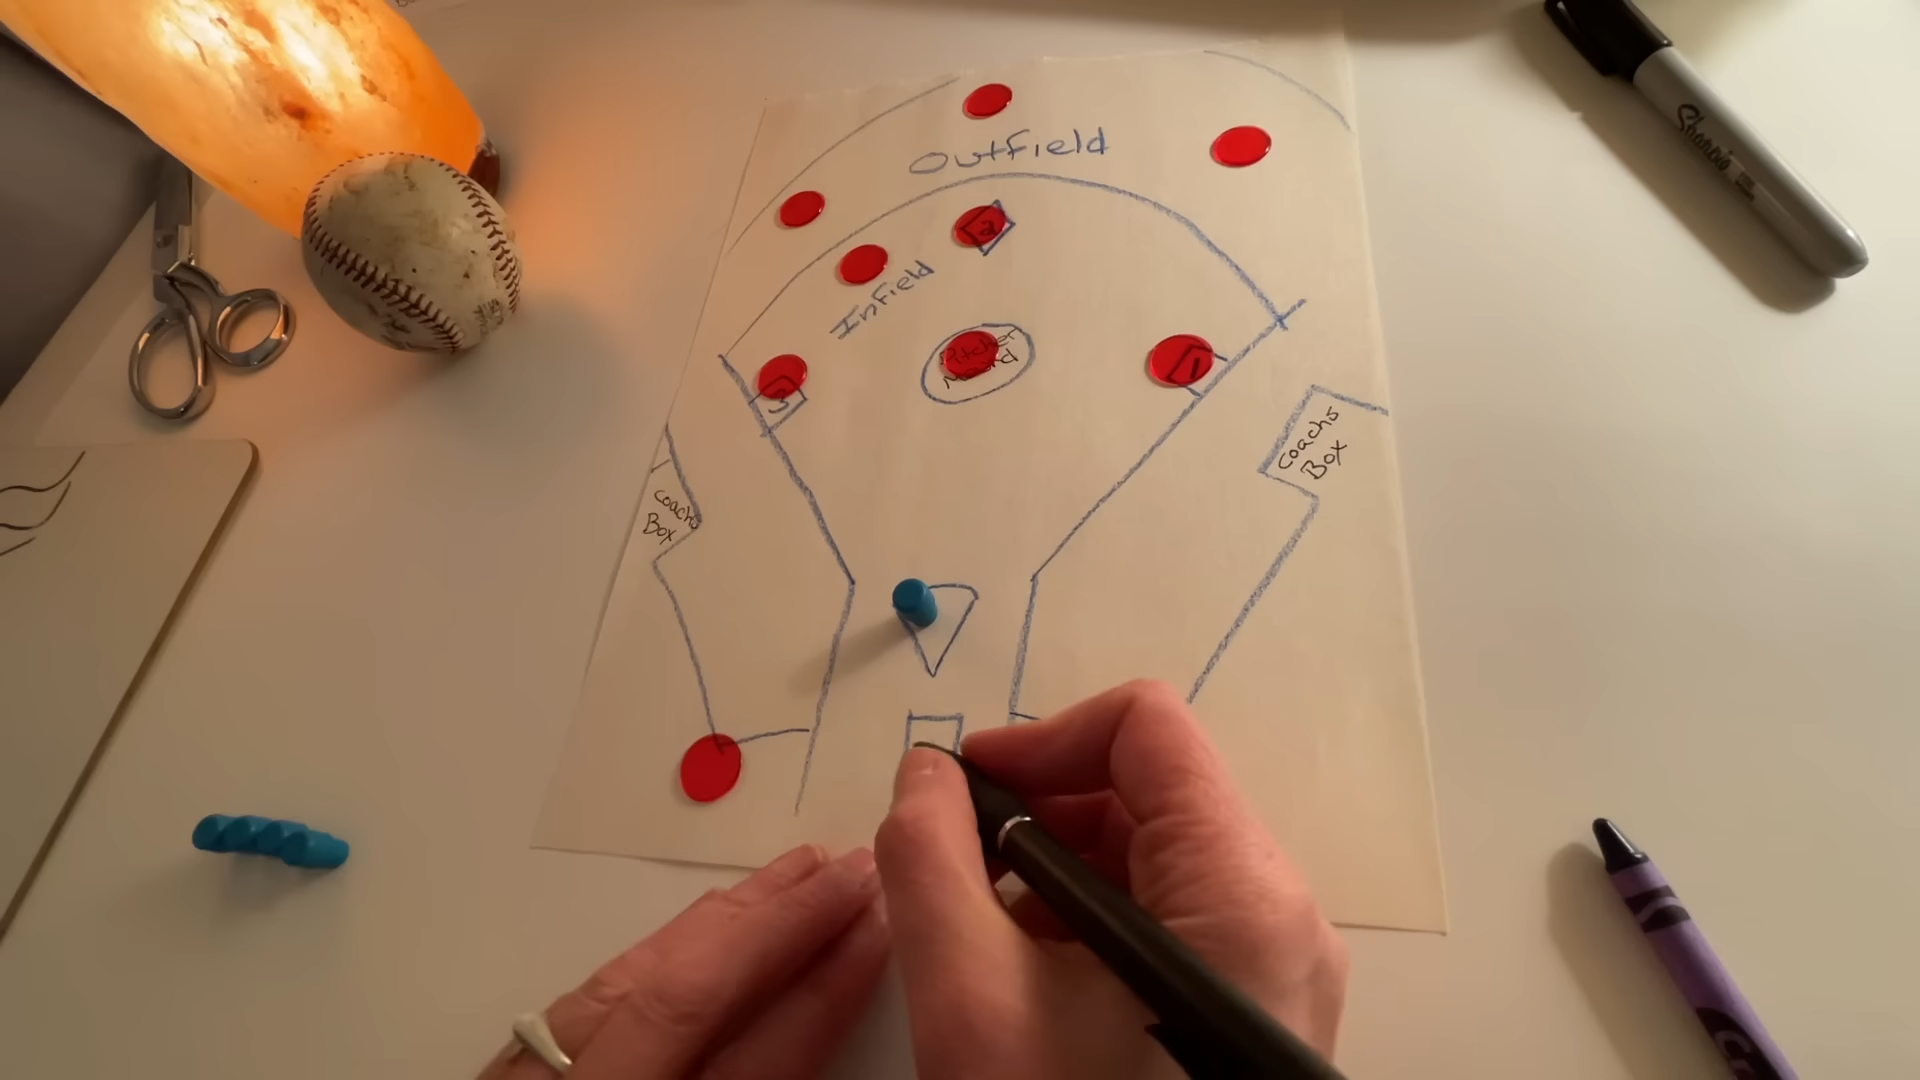 Outfield
2
Infield
Pitcher
Mound
1
3
Coachs
Box
Coachs
Box
Sharpie